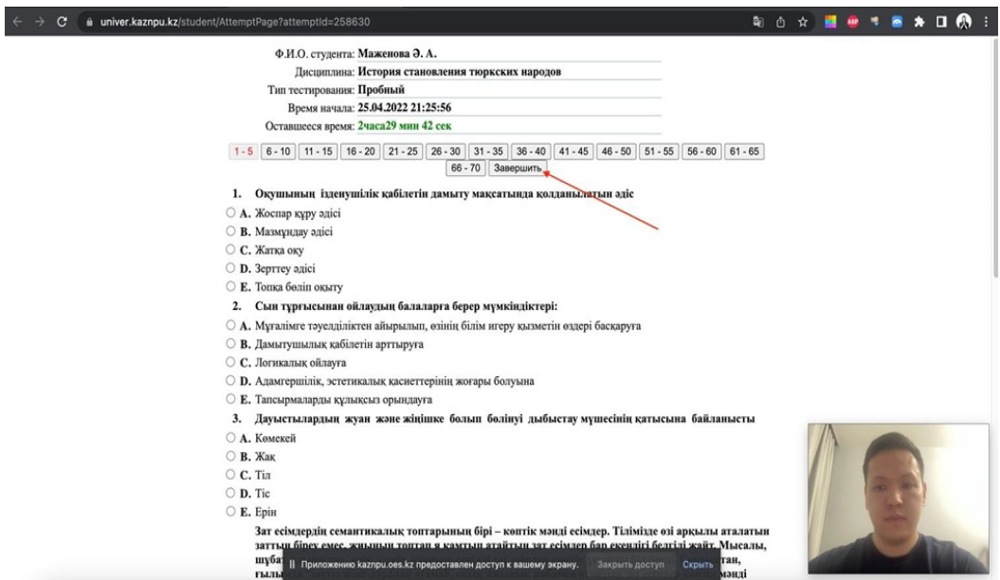 univer.kaznpu.kz/student/AttemptPage?attemptId=258630
ABP
Ф.И.О. студента: Маженова Ә. А.
Дисциплина: История становления тюркских народов
Тип тестирования: Пробный
Время начала: 25.04.2022 21:25:56
Оставшееся время: 2часа29 мин 42 сек
1 - 5 6 - 10 11 - 15 16 - 20 21 - 25 26 - 30 31 - 35 36 - 40 41 - 45 46 - 50 51 - 55 56 - 60 61 - 65
66 - 70 Завершить
1. Оқушының ізденушілік қабілетін дамыту мақсатында қолданылатын әдіс
A. Жоспар құру әдісі
B. Мазмұндау әдісі
C. Жатқа оқу
D. Зерттеу әдісі
E. Топқа бөліп оқыту
2. Сын тұрғысынан ойлаудың балаларға берер мүмкіндіктері:
A. Мұғалімге тәуелділіктен айырылып, өзінің білім игеру қызметін өздері басқаруға
B. Дамытушылық қабілетін арттыруға
C. Логикалық ойлауға
D. Адамгершілік, эстетикалық қасиеттерінің жоғары болуына
E. Тапсырмаларды құлықсыз орындауға
3. Дауыстылардың жуан және жіңішке болып бөлінуі дыбыстау мүшесінің қатысына байланысты
A. Көмекей
B. Жақ
C. Тіл
D. Тіс
E. Ерін
Зат есімдердің семантикалық топтарының бірі – көптік мәнді есімдер. Тілімізде өзі арқылы аталатын
заттың біреу емес, жиынын топтап я қамтып атайтын зат есімдер бар екендігі белгілі жайт. Мысалы,
Приложению kaznpu.oes.kz предоставлен доступ к вашему экрану. Закрыть доступ Скрыть
мәнді